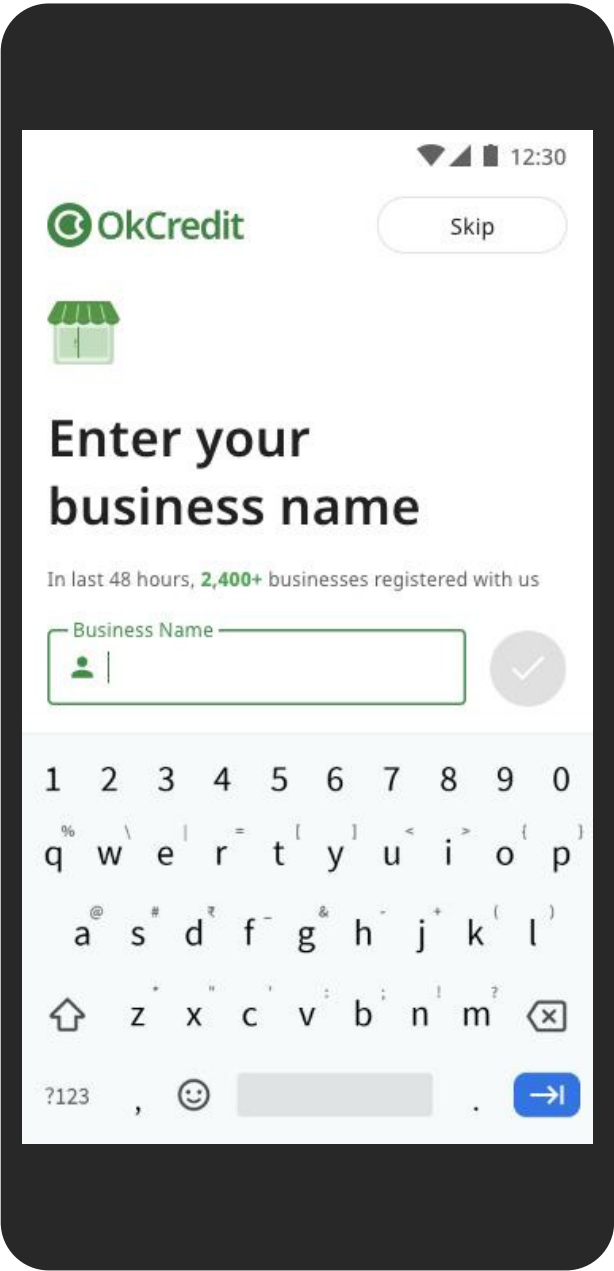 12:30
OkCredit
Skip
Enter your
business name
In last 48 hours, 2,400+ businesses registered with us
Business Name
1 2 3 4 5 6 7 8 9 0
% \ | = [ ] < > { }
q w e r t y u i o p
@ # ₹ _ & - + ( )
a s d f g h j k l
* " ' : ; ! ?
z x c v b n m
?123 , .